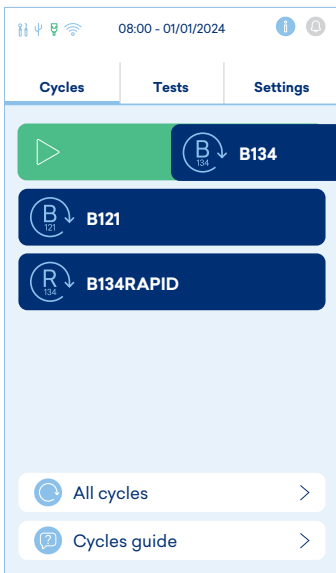 08:00 - 01/01/2024 i
Cycles Tests Settings
B 134 B134
B 121 B121
R 134 B134RAPID
All cycles
? Cycles guide